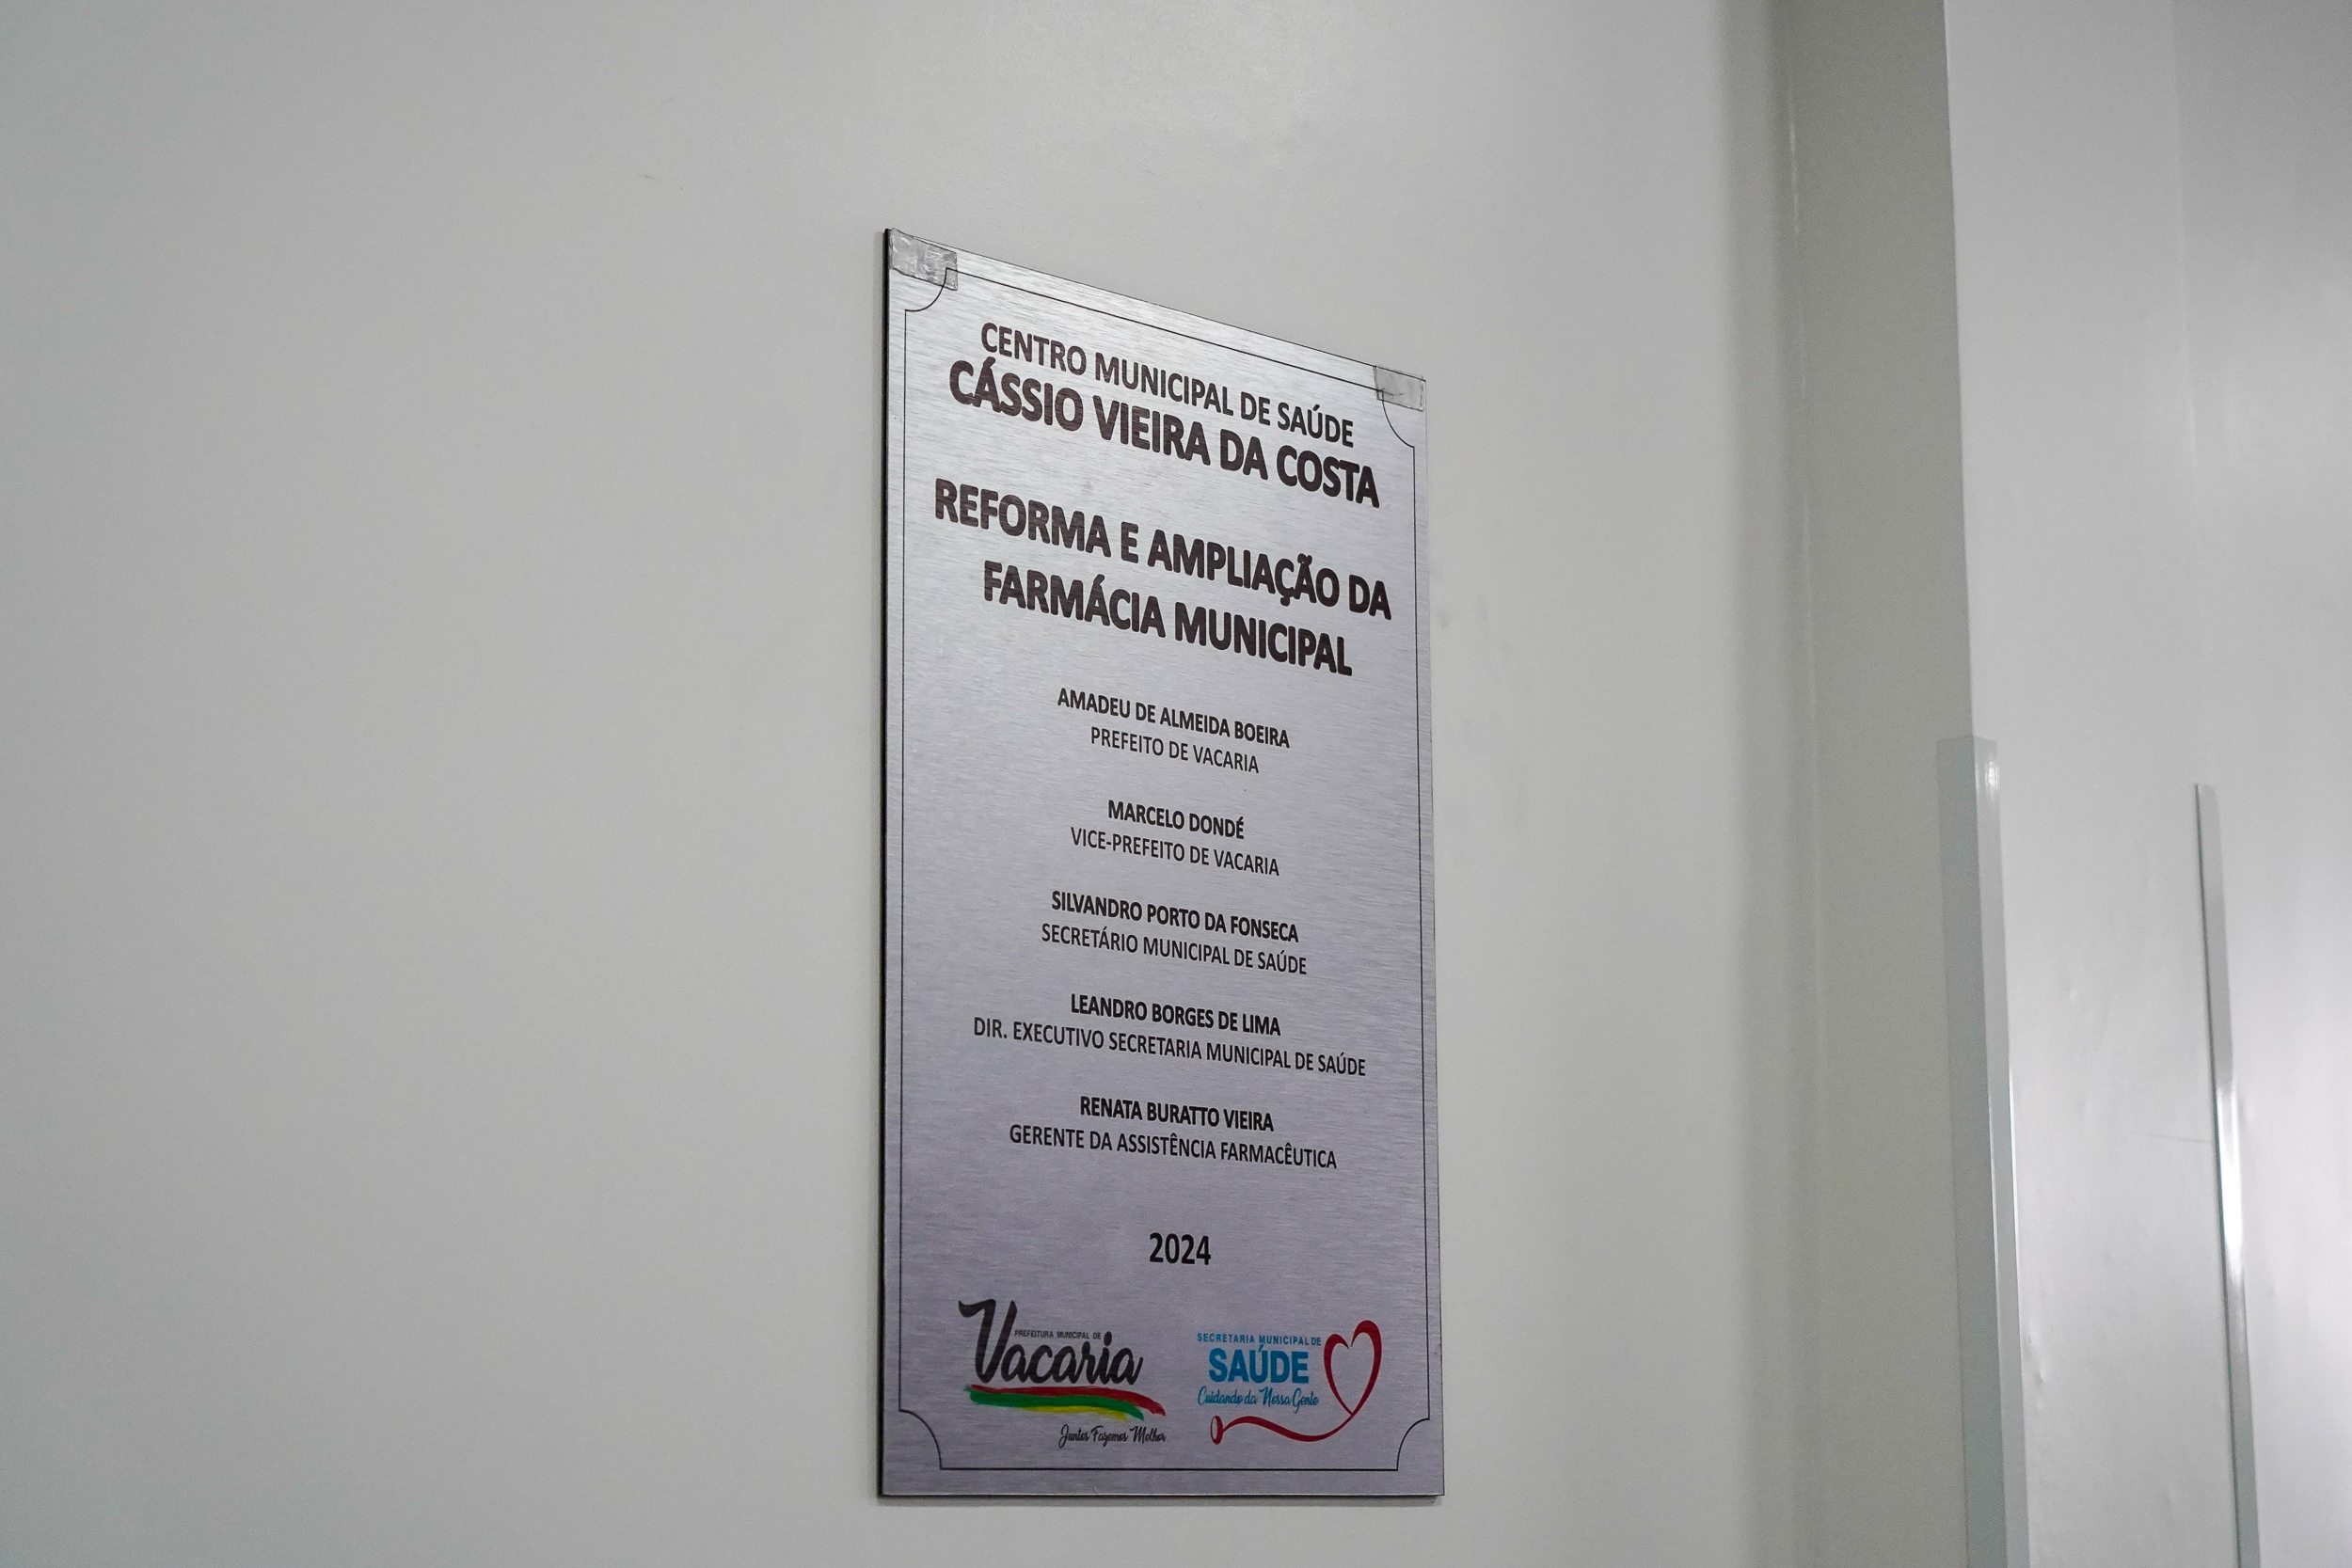 CENTRO MUNICIPAL DE SAÚDE
CÁSSIO VIEIRA DA COSTA
REFORMA E AMPLIAÇÃO DA
FARMÁCIA MUNICIPAL
AMADEU DE ALMEIDA BOEIRA
PREFEITO DE VACARIA
MARCELO DONDÉ
VICE-PREFEITO DE VACARIA
SILVANDRO PORTO DA FONSECA
SECRETÁRIO MUNICIPAL DE SAÚDE
LEANDRO BORGES DE LIMA
DIR. EXECUTIVO SECRETARIA MUNICIPAL DE SAÚDE
RENATA BURATTO VIEIRA
GERENTE DA ASSISTÊNCIA FARMACÊUTICA
2024
PREFEITURA MUNICIPAL DE
Vacaria
Juntos Fazemos Melhor
SECRETARIA MUNICIPAL DE
SAÚDE
Cuidando da Nossa Gente